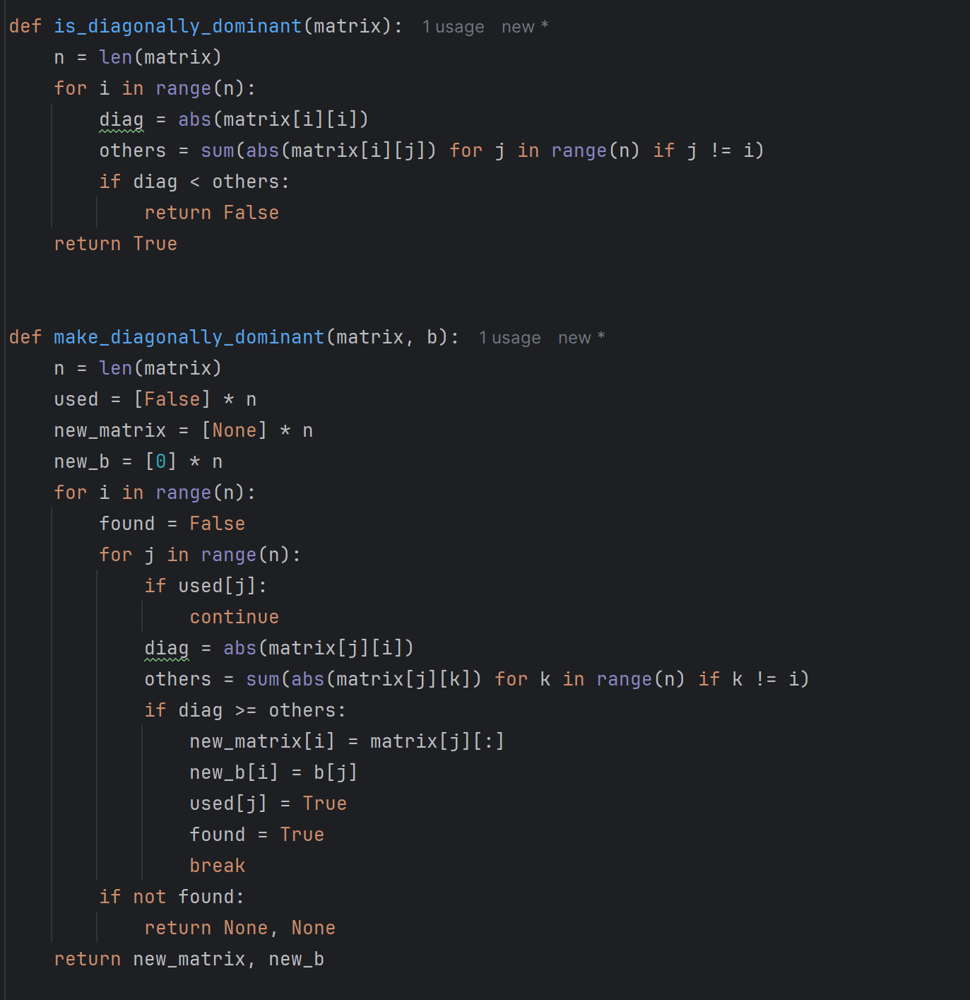 def is_diagonally_dominant(matrix):  1 usage  new *
    n = len(matrix)
    for i in range(n):
        diag = abs(matrix[i][i])
        others = sum(abs(matrix[i][j]) for j in range(n) if j != i)
        if diag < others:
            return False
    return True
def make_diagonally_dominant(matrix, b):  1 usage  new *
    n = len(matrix)
    used = [False] * n
    new_matrix = [None] * n
    new_b = [0] * n
    for i in range(n):
        found = False
        for j in range(n):
            if used[j]:
                continue
            diag = abs(matrix[j][i])
            others = sum(abs(matrix[j][k]) for k in range(n) if k != i)
            if diag >= others:
                new_matrix[i] = matrix[j][:]
                new_b[i] = b[j]
                used[j] = True
                found = True
                break
        if not found:
            return None, None
    return new_matrix, new_b